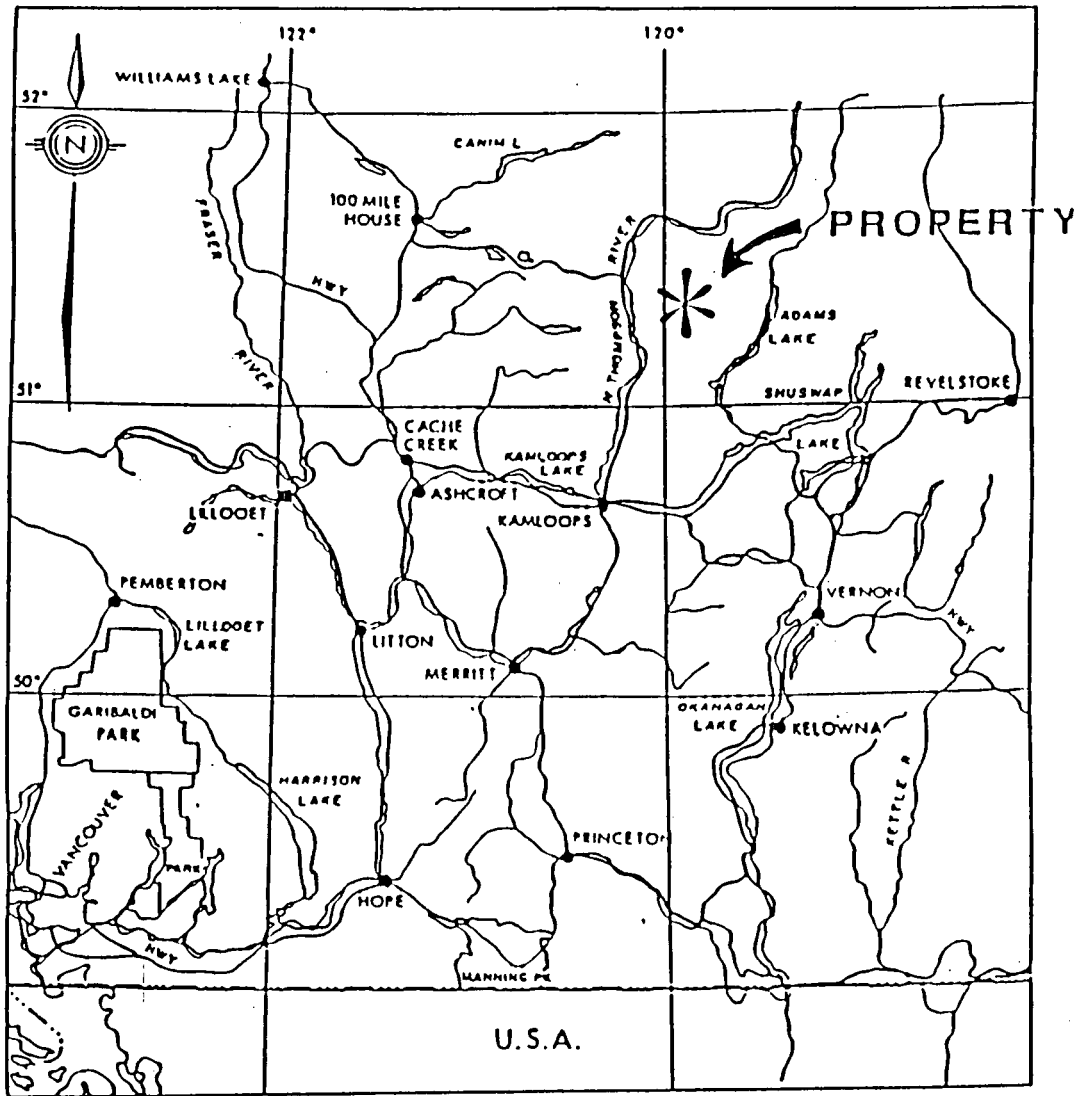 122°
120°
WILLIAMS LAKE
52°
N
CANIM L
100 MILE
HOUSE
FRASER
RIVER
HWY
RIVER
N THOMPSON
PROPERTY
ADAMS
LAKE
51°
SHUSWAP
LAKE
REVELSTOKE
CACHE
CREEK
KAMLOOPS
LAKE
ASHCROFT
LILLOOET
KAMLOOPS
PEMBERTON
LILLOOET
LAKE
LITTON
MERRITT
VERNON
HWY
50°
GARIBALDI
PARK
OKANAGAN
LAKE
KELOWNA
HARRISON
LAKE
KETTLE R
VANCOUVER
PARK
PRINCETON
HOPE
HWY
MANNING PK
U.S.A.